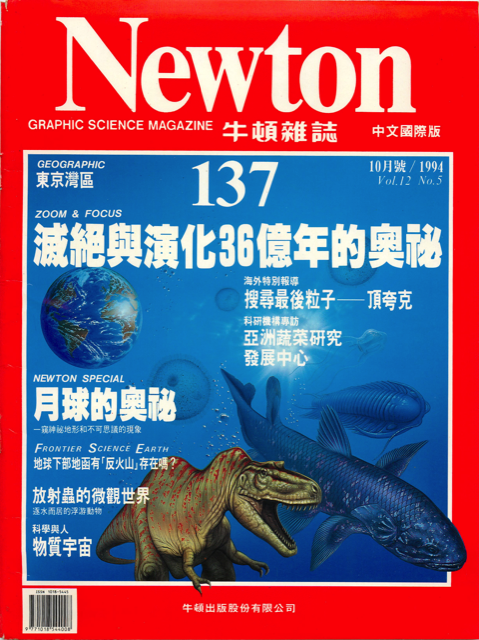 Newton
GRAPHIC SCIENCE MAGAZINE 牛頓雜誌 中文國際版
GEOGRAPHIC
東京灣區
137
10月號/1994
Vol.12 No.5
ZOOM & FOCUS
滅絕與演化36億年的奧祕
海外特別報導
搜尋最後粒子——頂夸克
科研機構專訪
亞洲蔬菜研究
發展中心
NEWTON SPECIAL
月球的奧祕
一窺神祕地形和不可思議的現象
FRONTIER SCIENCE EARTH
地球下部地函有「反火山」存在嗎?
放射蟲的微觀世界
逐水而居的浮游動物
科學與人
物質宇宙
ISSN 1018-5445
9 771018 544008
牛頓出版股份有限公司